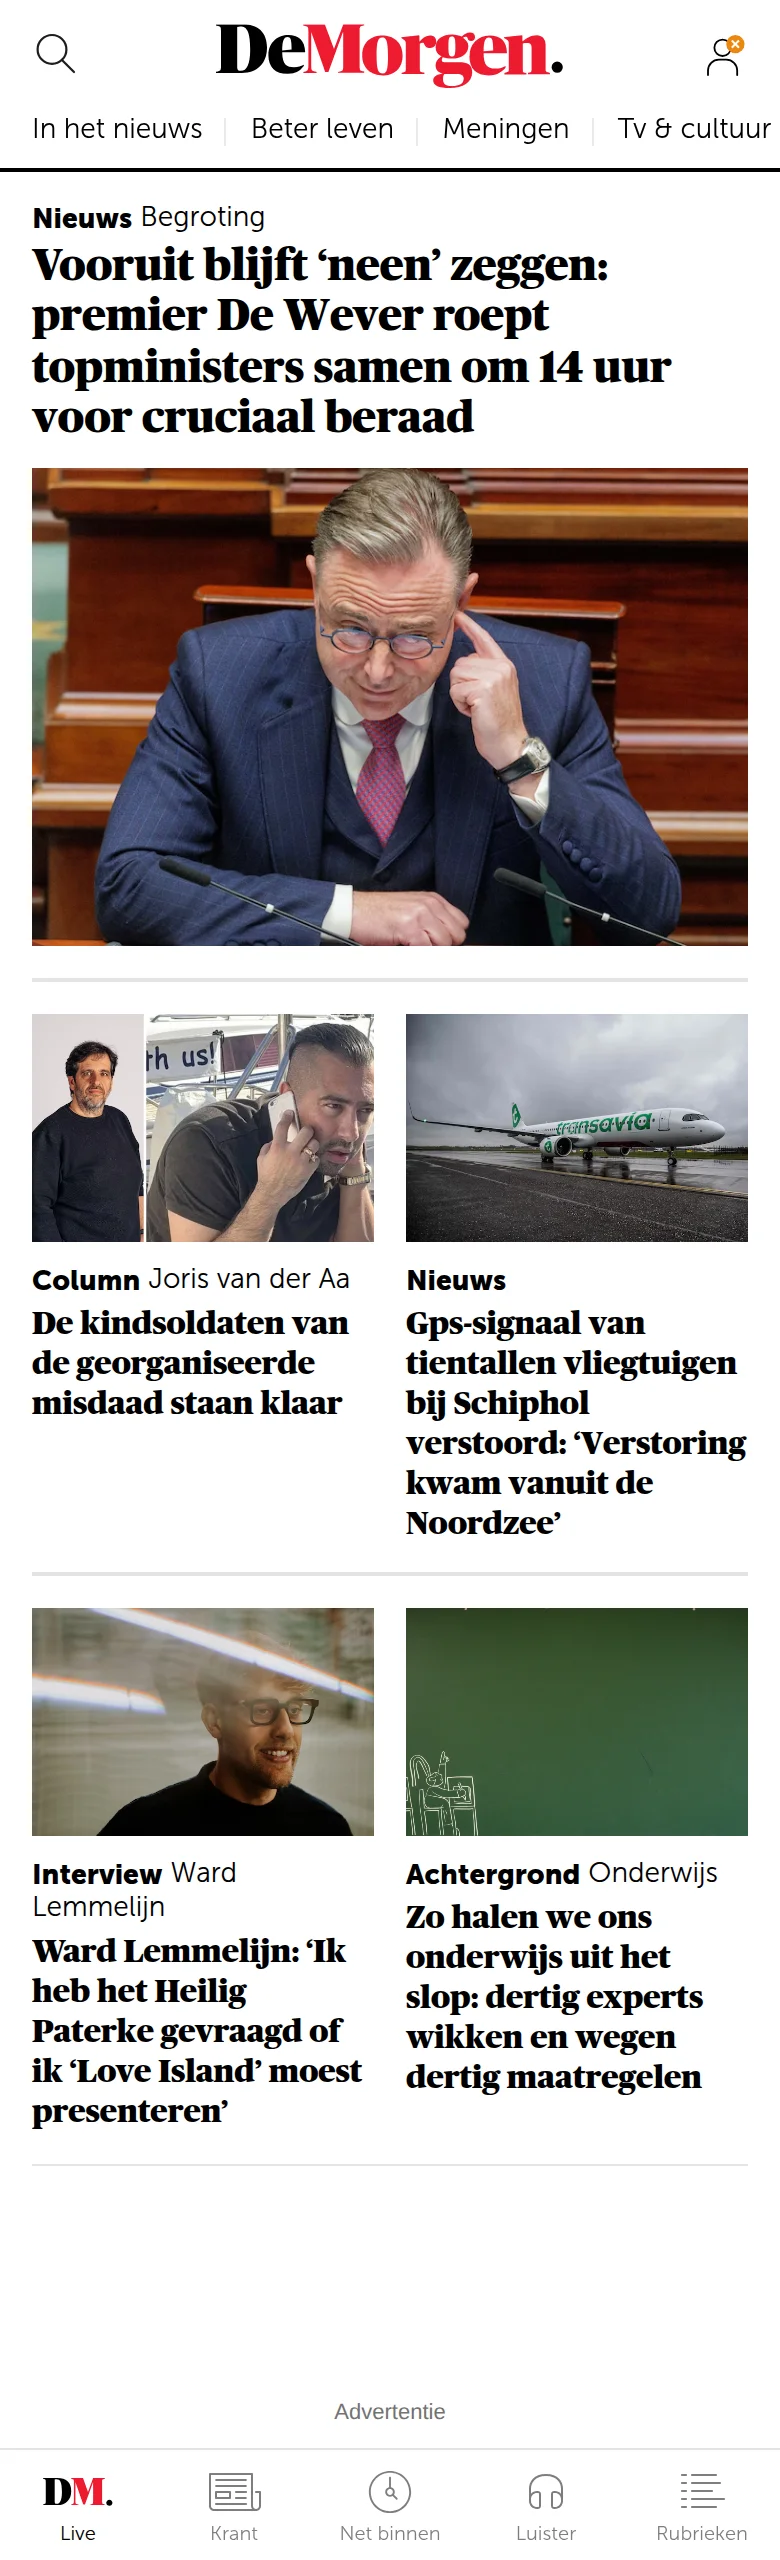 DeMorgen.
In het nieuws
Beter leven
Meningen
Tv & cultuur
Nieuws Begroting
Vooruit blijft ‘neen’ zeggen:
premier De Wever roept
topministers samen om 14 uur
voor cruciaal beraad
th us!
transavia
Column Joris van der Aa
De kindsoldaten van
de georganiseerde
misdaad staan klaar
Nieuws
Gps-signaal van
tientallen vliegtuigen
bij Schiphol
verstoord: ‘Verstoring
kwam vanuit de
Noordzee’
Interview Ward
Lemmelijn
Ward Lemmelijn: ‘Ik
heb het Heilig
Paterke gevraagd of
ik ‘Love Island’ moest
presenteren’
Achtergrond Onderwijs
Zo halen we ons
onderwijs uit het
slop: dertig experts
wikken en wegen
dertig maatregelen
Advertentie
DM.
Live
Krant
Net binnen
Luister
Rubrieken